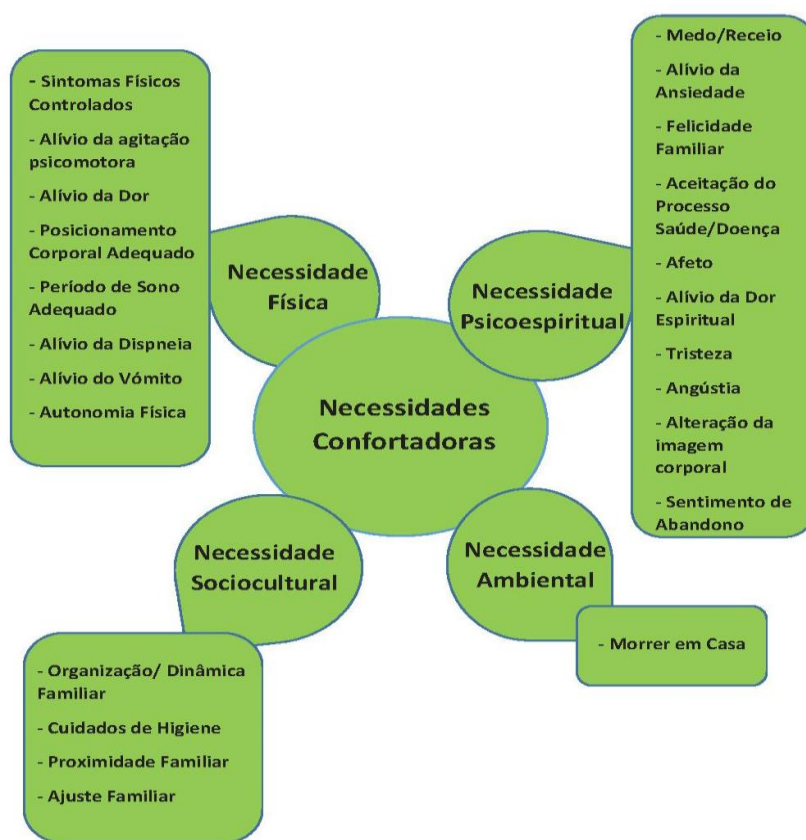 - Sintomas Físicos
Controlados
- Alívio da agitação
psicomotora
- Alívio da Dor
- Posicionamento
Corporal Adequado
- Período de Sono
Adequado
- Alívio da Dispneia
- Alívio do Vómito
- Autonomia Física
Necessidade
Física
- Medo/Receio
- Alívio da
Ansiedade
- Felicidade
Familiar
- Aceitação do
Processo
Saúde/Doença
- Afeto
- Alívio da Dor
Espiritual
- Tristeza
- Angústia
- Alteração da
imagem
corporal
- Sentimento de
Abandono
Necessidade
Psicoespiritual
Necessidades
Confortadoras
Necessidade
Sociocultural
Necessidade
Ambiental
- Organização/ Dinâmica
Familiar
- Cuidados de Higiene
- Proximidade Familiar
- Ajuste Familiar
- Morrer em Casa